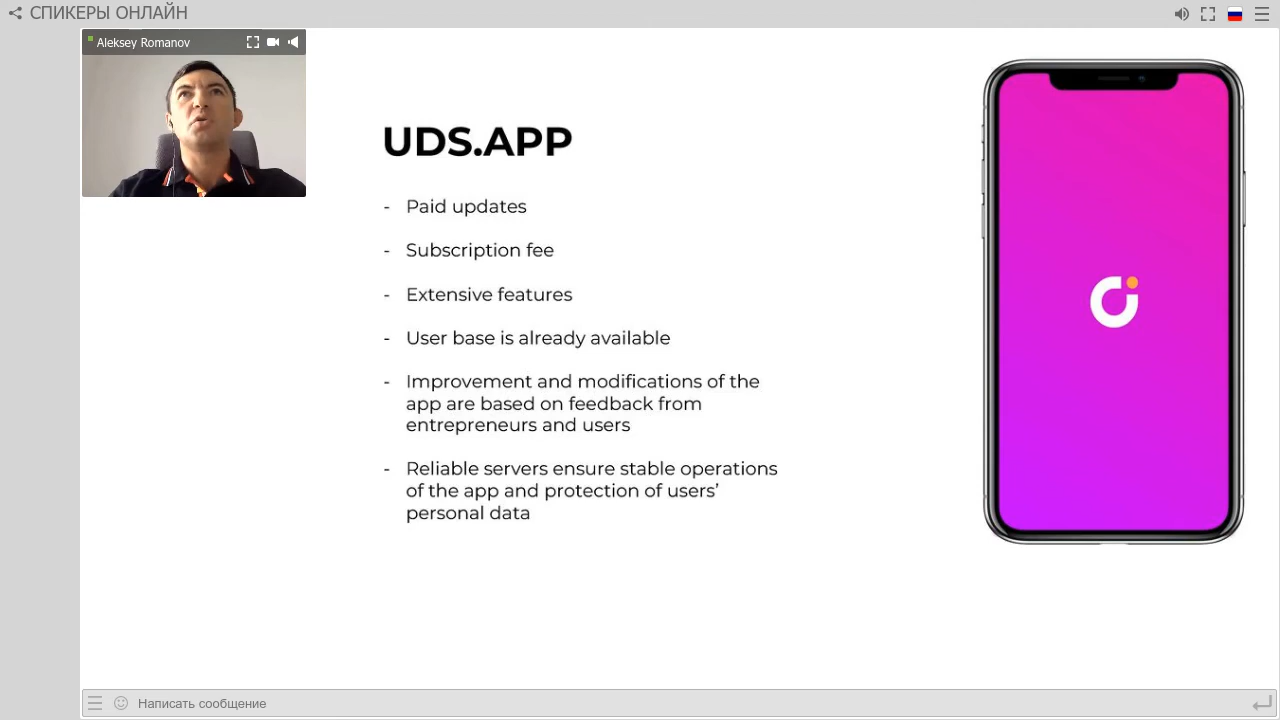 СПИКЕРЫ ОНЛАЙН
Aleksey Romanov
UDS.APP
- Paid updates
- Subscription fee
- Extensive features
- User base is already available
- Improvement and modifications of the
app are based on feedback from
entrepreneurs and users
- Reliable servers ensure stable operations
of the app and protection of users’
personal data
Написать сообщение